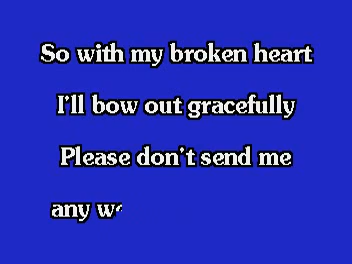 So with my broken heart
I'll bow out gracefully
Please don't send me
any